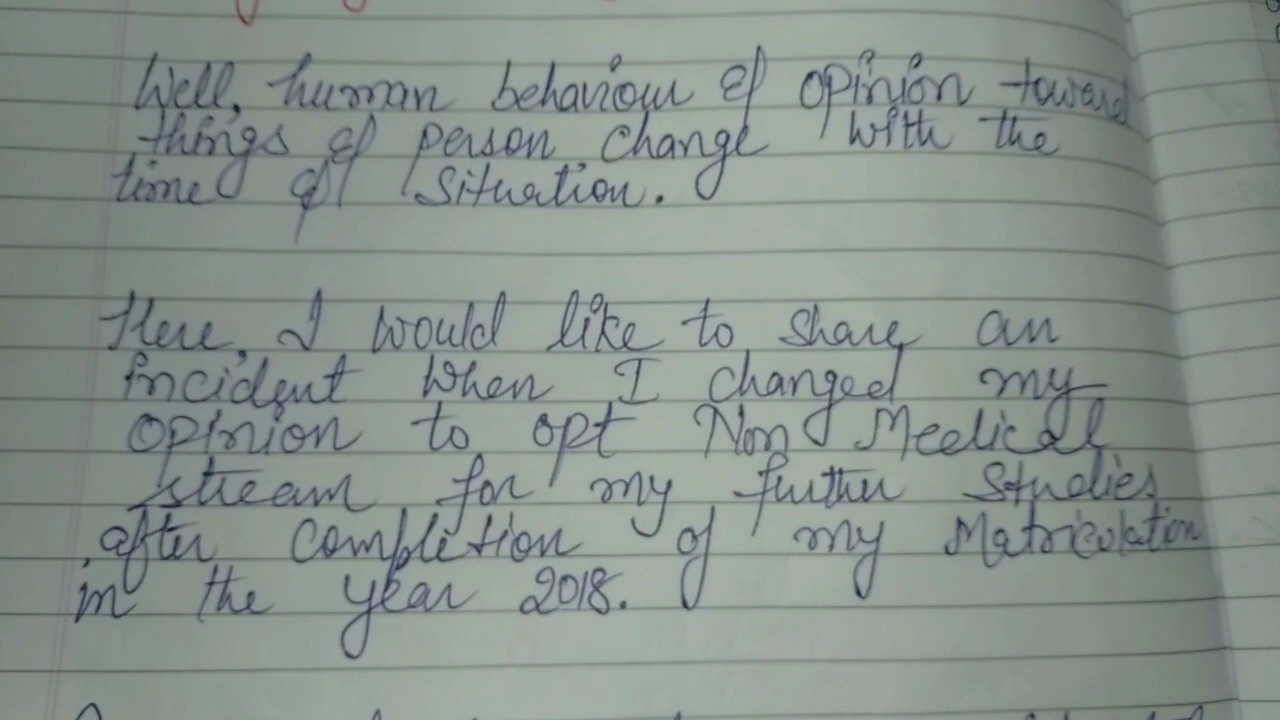 Well, human behaviour & opinion toward
things & person change with the
time & situation.
Here, I would like to share an
incident when I changed my
opinion to opt Non Medical
stream for my further studies
after completion of my Matriculation
in the year 2018.